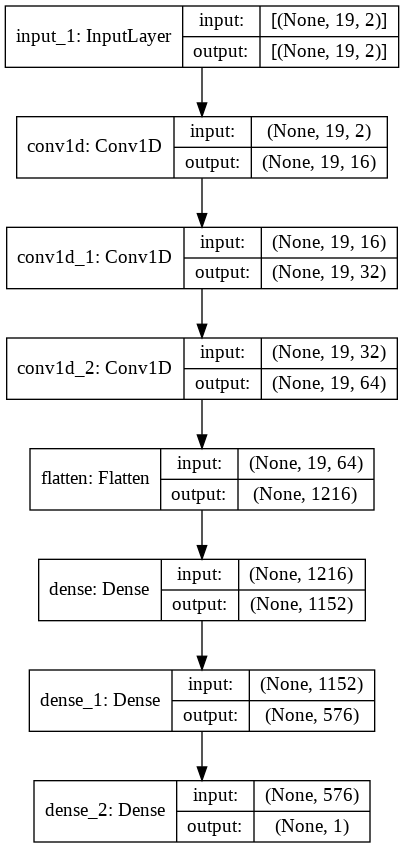 input_1: InputLayer
input:
[(None, 19, 2)]
output:
[(None, 19, 2)]
conv1d: Conv1D
input:
(None, 19, 2)
output:
(None, 19, 16)
conv1d_1: Conv1D
input:
(None, 19, 16)
output:
(None, 19, 32)
conv1d_2: Conv1D
input:
(None, 19, 32)
output:
(None, 19, 64)
flatten: Flatten
input:
(None, 19, 64)
output:
(None, 1216)
dense: Dense
input:
(None, 1216)
output:
(None, 1152)
dense_1: Dense
input:
(None, 1152)
output:
(None, 576)
dense_2: Dense
input:
(None, 576)
output:
(None, 1)